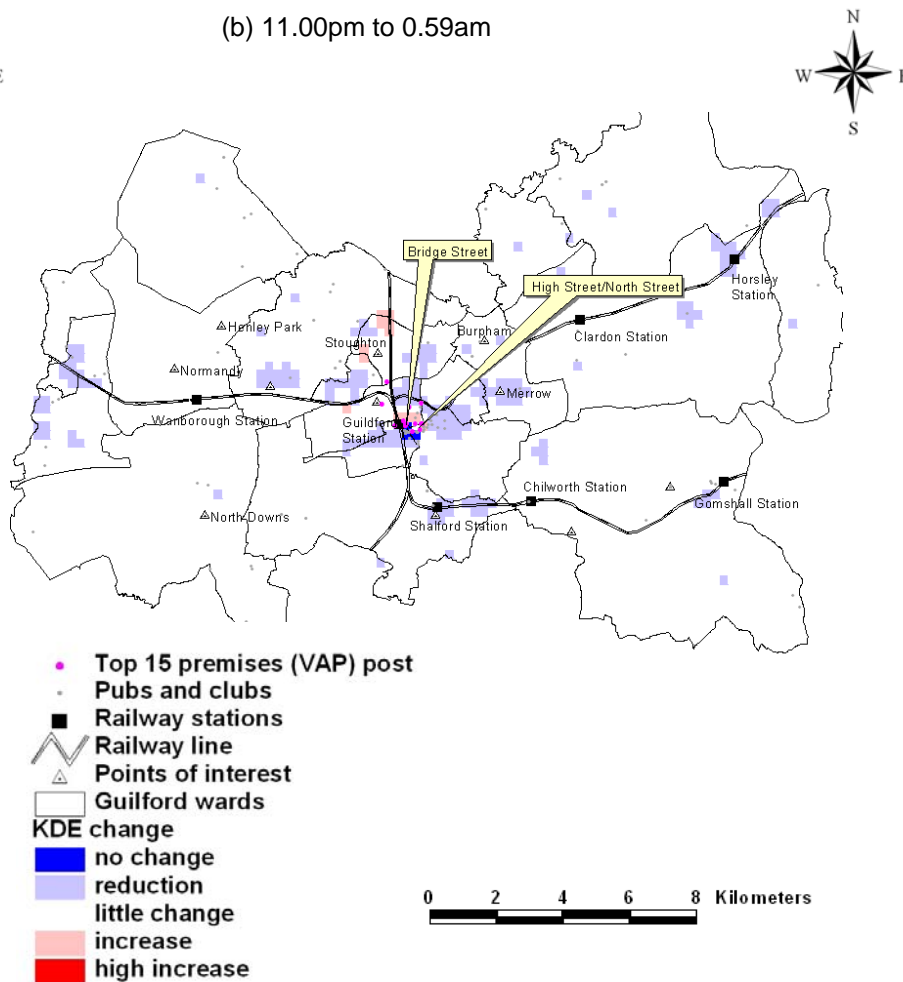 (b) 11.00pm to 0.59am
N
W
S
E
Bridge Street
High Street/North Street
Horsley
Station
Henley Park
Burnham
Clardon Station
Stoughton
Normandy
Merrow
Wanborough Station
Guildford
Station
Chilworth Station
Gomshall Station
North Downs
Shalford Station
Top 15 premises (VAP) post
Pubs and clubs
Railway stations
Railway line
Points of interest
Guilford wards
KDE change
no change
reduction
little change
increase
high increase
0 2 4 6 8 Kilometers